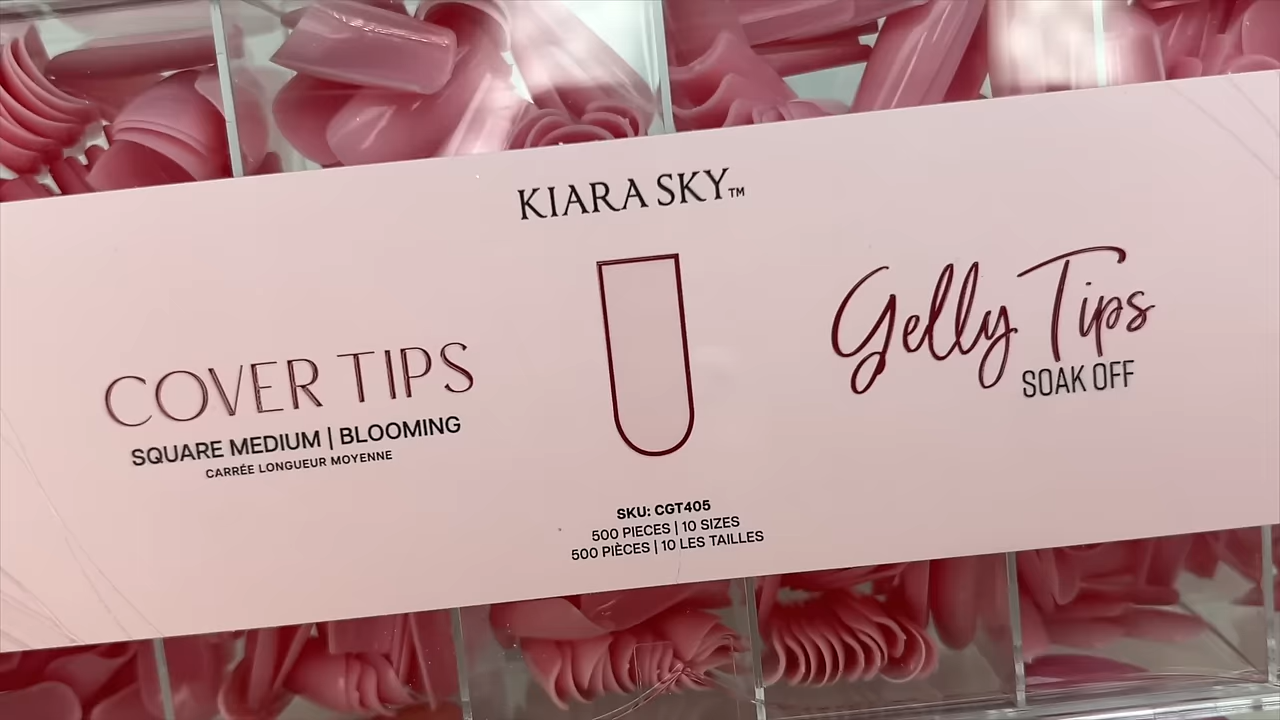 KIARA SKY™
COVER TIPS
SQUARE MEDIUM | BLOOMING
CARRÉE LONGUEUR MOYENNE
Gelly Tips
SOAK OFF
SKU: CGT405
500 PIECES | 10 SIZES
500 PIÈCES | 10 LES TAILLES